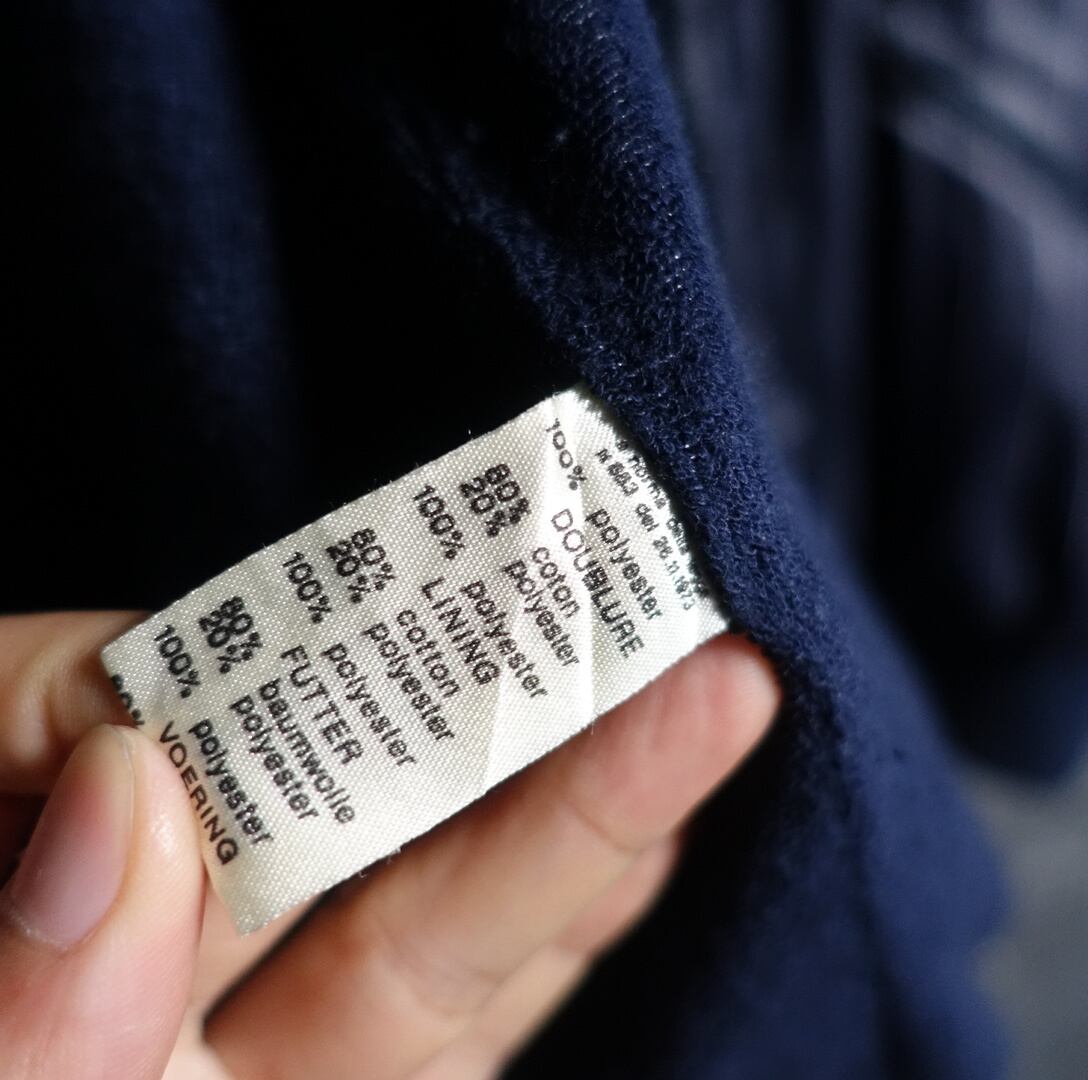 norma
n 883 del 26.11.1973
100% polyester
DOUBLURE
80% coton
20% polyester
100% polyester
LINING
80% cotton
20% polyester
100% polyester
FUTTER
80% baumwolle
20% polyester
100% polyester
VOERING